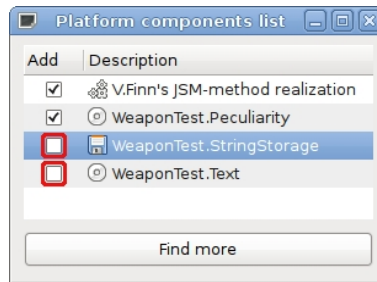 Platform components list
Add Description
V.Finn's JSM-method realization
WeaponTest.Peculiarity
WeaponTest.StringStorage
WeaponTest.Text
Find more